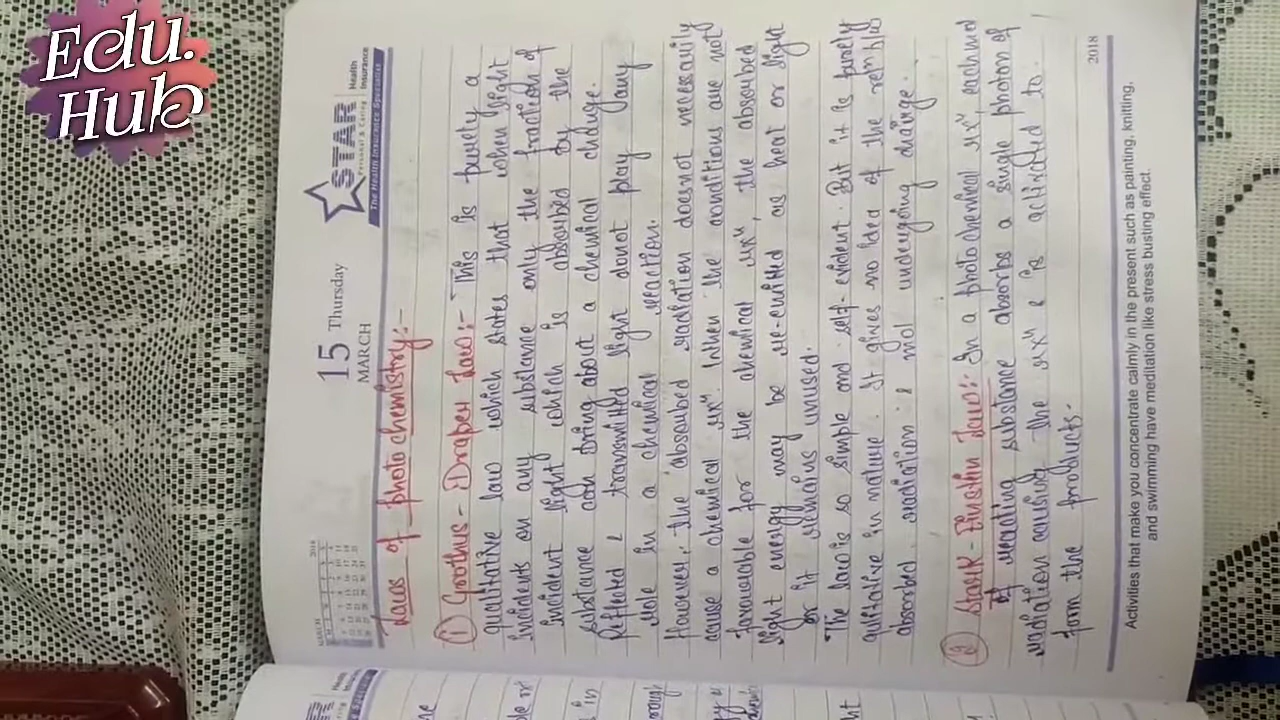 Edu.
Hub
MARCH 2018
15 Thursday
MARCH
STAR Health Insurance
Personal & Caring
The Health Insurance Specialist
Laws of photochemistry:-
(1) Grothus - Draper Law:- This is purely a
qualitative law which states that when light
incidents on any substance only the fraction of
incident light which is absorbed by the
substance can bring about a chemical change.
reflected & transmitted light donot play any
role in a chemical reaction.
However, the absorbed radiation doesnot necessarily
cause a chemical rxn. When the conditions are not
favourable for the chemical rxn, the absorbed
light energy may be re-emitted as heat or light
or it remains unused.
The law is so simple and self-evident. But it is purely
in nature. It gives no idea of the
absorbed radiation & mol undergoing change.
(2) Stark - Einstin Law:- In a photochemical rxn, each mol
of reacting substance absorbs a single photon of
radiation causing the rxn & is activated to
form the products.
2018
Activities that make you concentrate calmly in the present such as painting, knitting,
and swimming have meditation like stress busting effect.